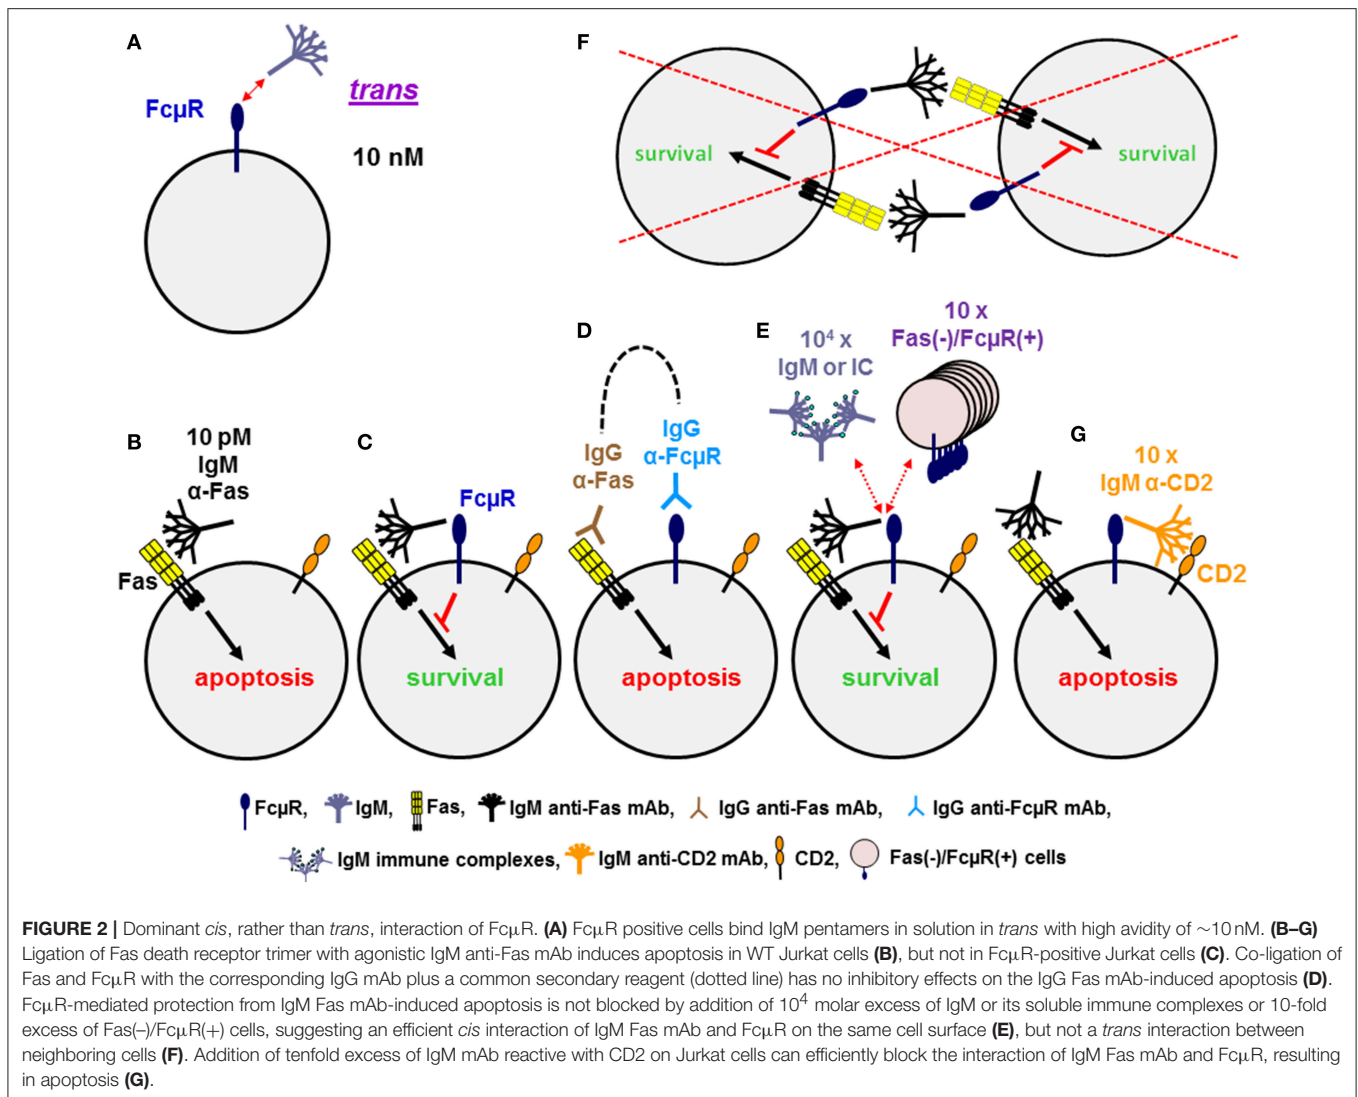 A
FcμR
trans
10 nM
F
survival
survival
B
10 pM
IgM
α-Fas
Fas
apoptosis
C
FcμR
survival
D
IgG
α-Fas
IgG
α-FcμR
apoptosis
E
10⁴ x
IgM or IC
10 x
Fas(-)/FcμR(+)
survival
G
10 x
IgM α-CD2
CD2
apoptosis
FcμR, IgM, Fas, IgM anti-Fas mAb, IgG anti-Fas mAb, IgG anti-FcμR mAb,
IgM immune complexes, IgM anti-CD2 mAb, CD2, Fas(-)/FcμR(+) cells
FIGURE 2 | Dominant cis, rather than trans, interaction of FcμR. (A) FcμR positive cells bind IgM pentamers in solution in trans with high avidity of ∼10 nM. (B–G)
Ligation of Fas death receptor trimer with agonistic IgM anti-Fas mAb induces apoptosis in WT Jurkat cells (B), but not in FcμR-positive Jurkat cells (C). Co-ligation of
Fas and FcμR with the corresponding IgG mAb plus a common secondary reagent (dotted line) has no inhibitory effects on the IgG Fas mAb-induced apoptosis (D).
FcμR-mediated protection from IgM Fas mAb-induced apoptosis is not blocked by addition of 10⁴ molar excess of IgM or its soluble immune complexes or 10-fold
excess of Fas(–)/FcμR(+) cells, suggesting an efficient cis interaction of IgM Fas mAb and FcμR on the same cell surface (E), but not a trans interaction between
neighboring cells (F). Addition of tenfold excess of IgM mAb reactive with CD2 on Jurkat cells can efficiently block the interaction of IgM Fas mAb and FcμR, resulting
in apoptosis (G).